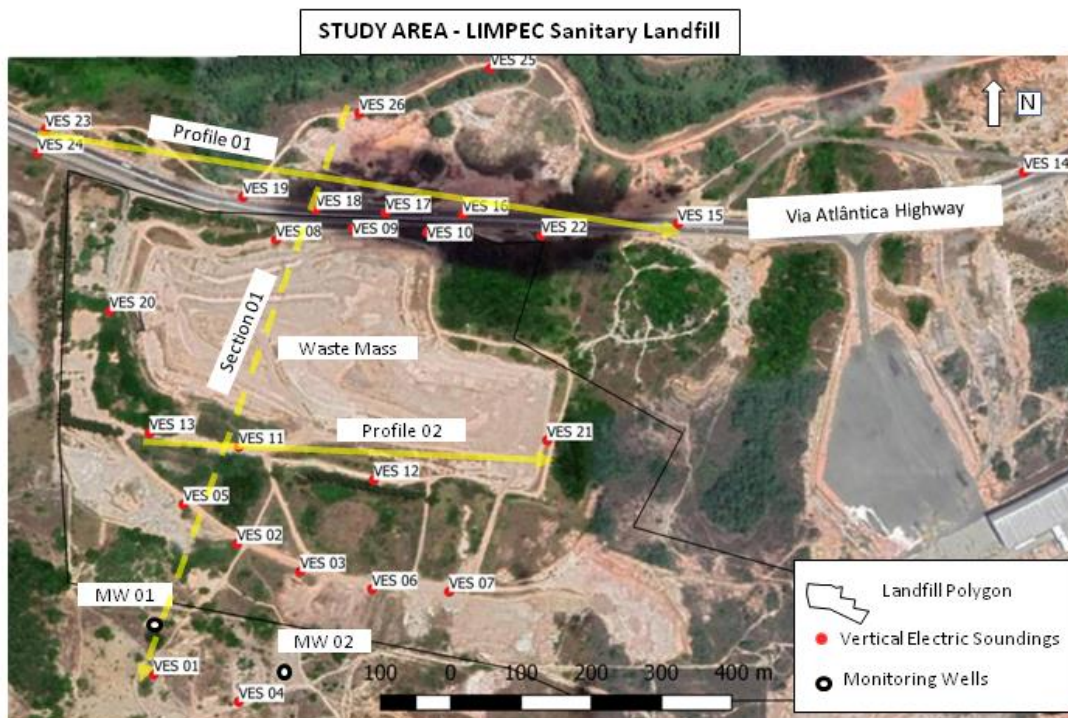 STUDY AREA - LIMPEC Sanitary Landfill
VES 25
VES 26
N
VES 23
Profile 01
VES 24
VES 14
VES 19
VES 18
VES 17
VES 16
VES 15
Via Atlântica Highway
VES 08
VES 09
VES 10
VES 22
VES 20
Section 01
Waste Mass
VES 13
VES 11
Profile 02
VES 21
VES 12
VES 05
VES 02
VES 03
VES 06
VES 07
MW 01
MW 02
VES 01
VES 04
100 0 100 200 300 400 m
Landfill Polygon
Vertical Electric Soundings
Monitoring Wells